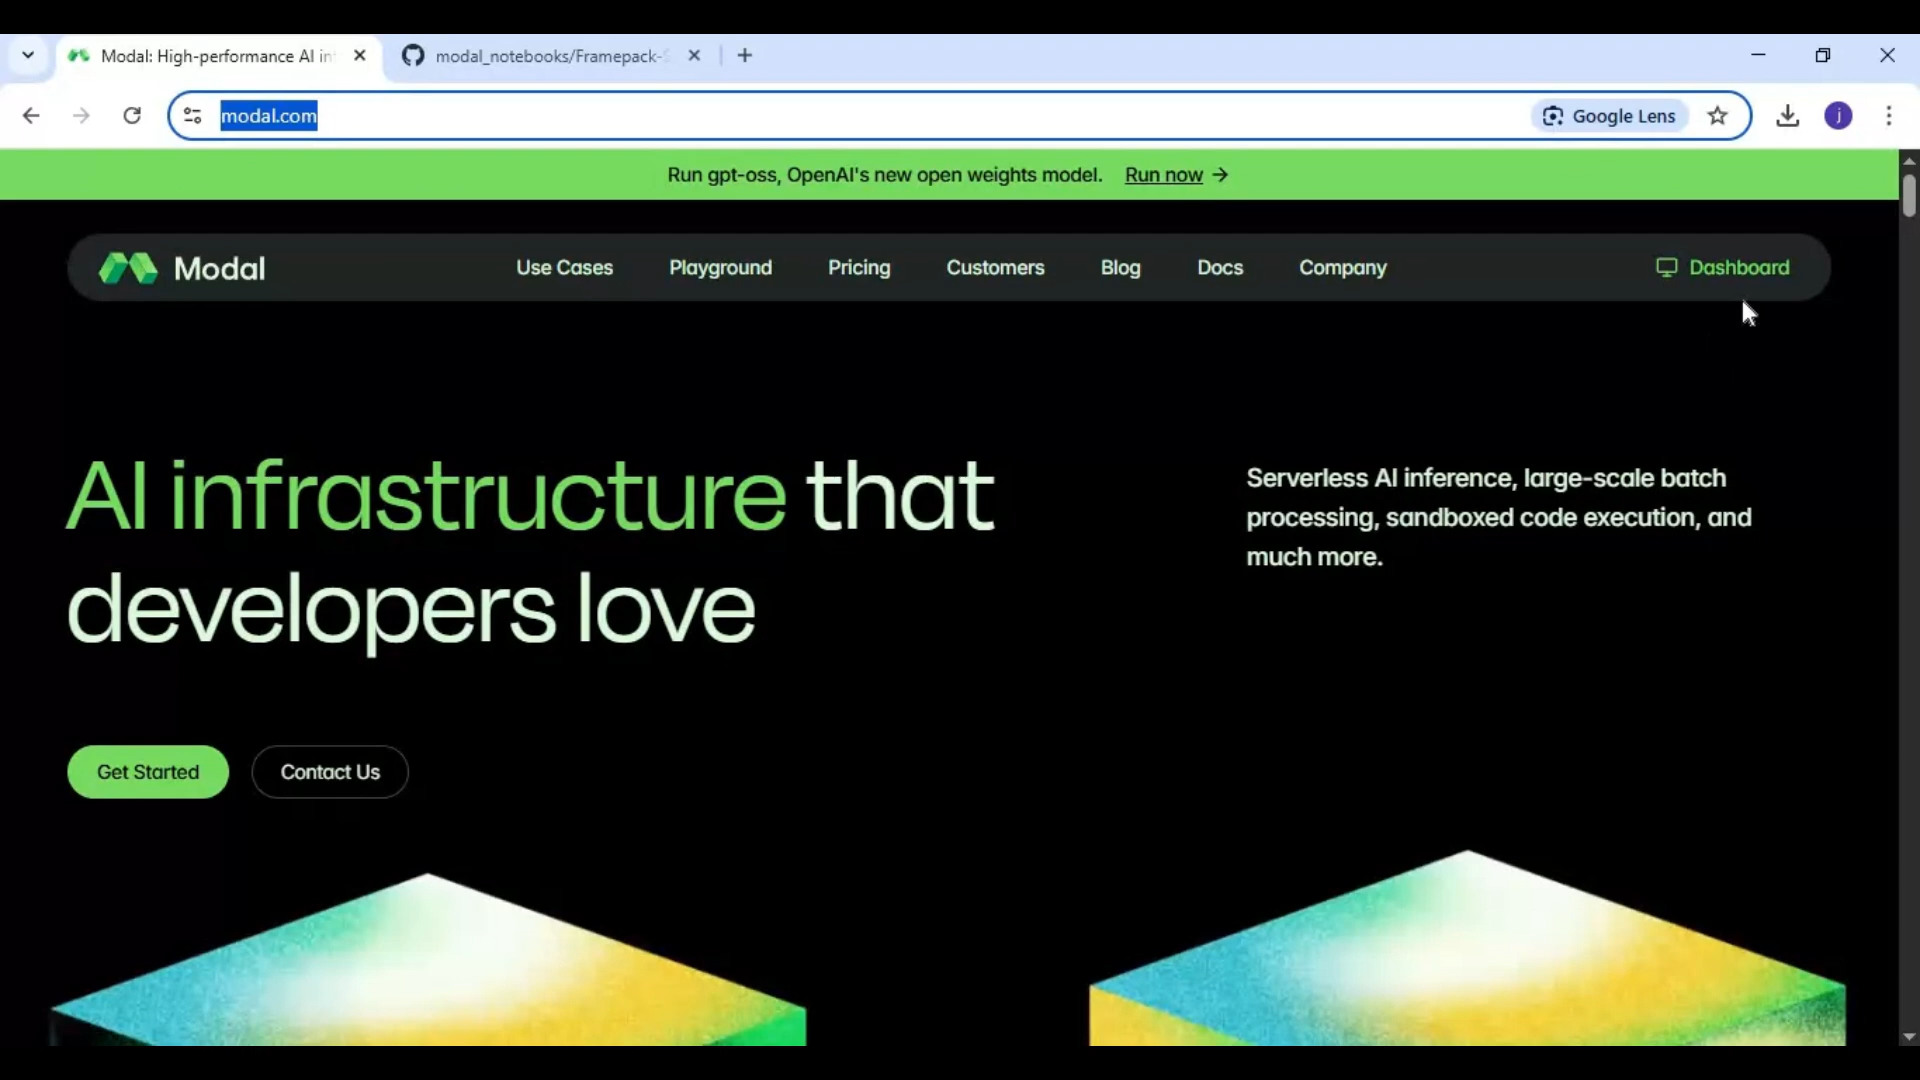 Modal: High-performance AI in
modal_notebooks/Framepack-S
modal.com
Google Lens
j
Run gpt-oss, OpenAI's new open weights model. Run now →
Modal
Use Cases
Playground
Pricing
Customers
Blog
Docs
Company
Dashboard
AI infrastructure that
developers love
Serverless AI inference, large-scale batch
processing, sandboxed code execution, and
much more.
Get Started
Contact Us